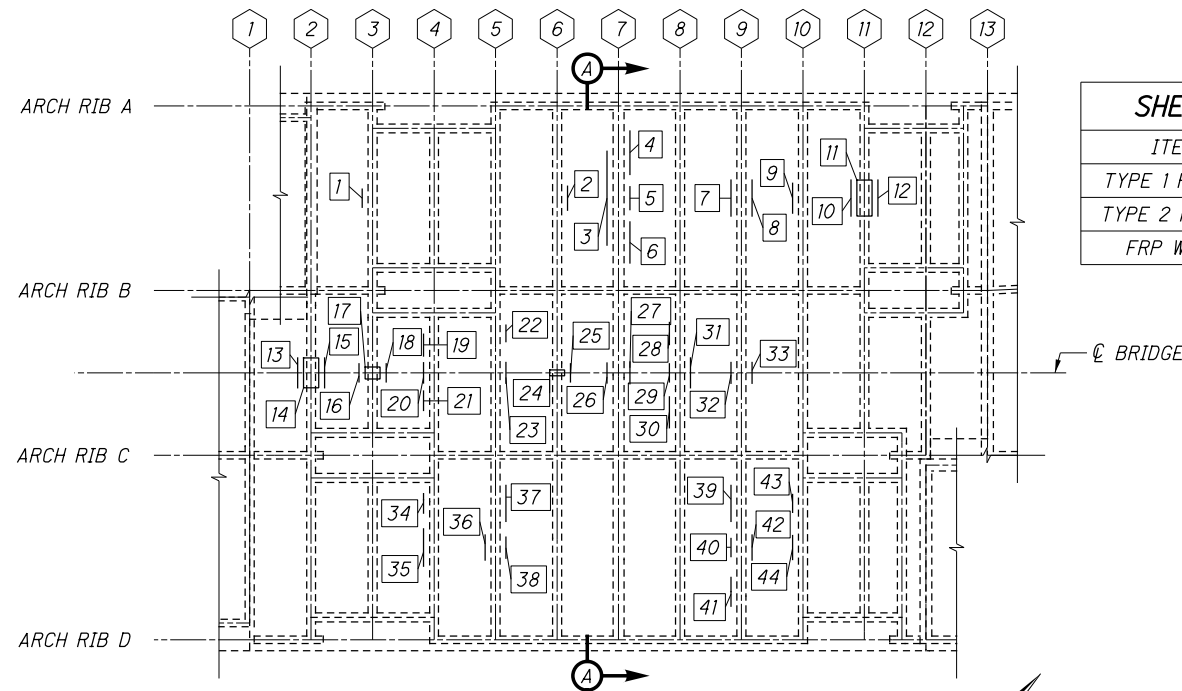 1 2 3 4 5 6 7 8 9 10 11 12 13
A
ARCH RIB A
SHE
ITE
TYPE 1
TYPE 2
FRP
4
11
9
1 2 5 7 12
3 6 8 10
ARCH RIB B
17 27
22
13 15 18 19 25 28 31 33
℄ BRIDGE
16 20 21 24 26 29 32
14 23 30
ARCH RIB C
37 39 43
34 36 42
35 38 40 44
41
ARCH RIB D
A